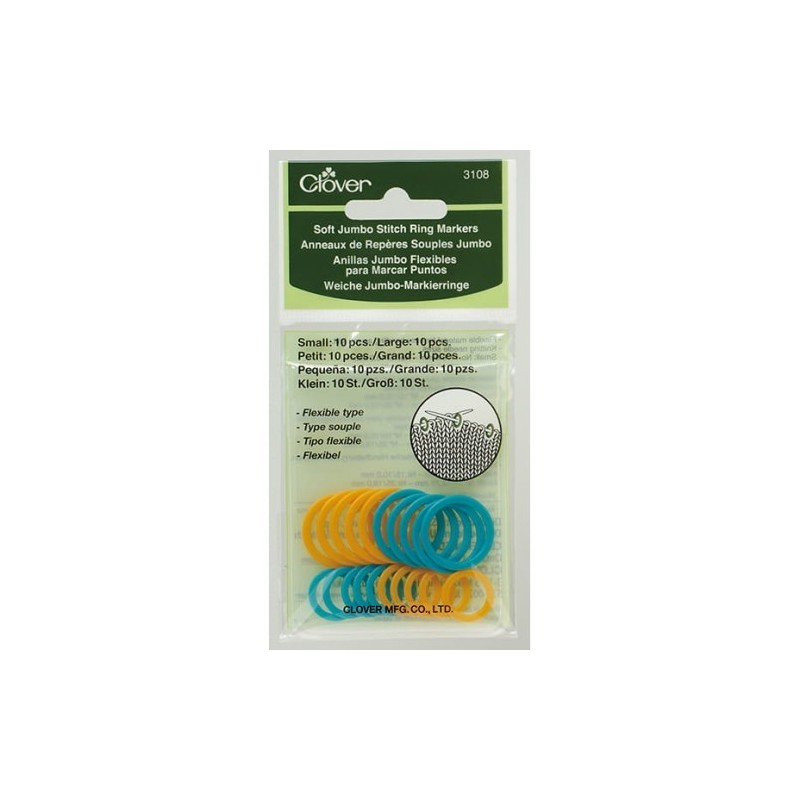 Clover
3108
Soft Jumbo Stitch Ring Markers
Anneaux de Repères Souples Jumbo
Anillas Jumbo Flexibles
para Marcar Puntos
Weiche Jumbo-Markierringe
Small: 10 pcs./Large: 10 pcs.
Petit: 10 pces./Grand: 10 pces.
Pequeña: 10 pzs./Grande: 10 pzs.
Klein: 10 St./Groß: 10 St.
- Flexible type
- Type souple
- Tipo flexible
- Flexibel
CLOVER MFG. CO., LTD.